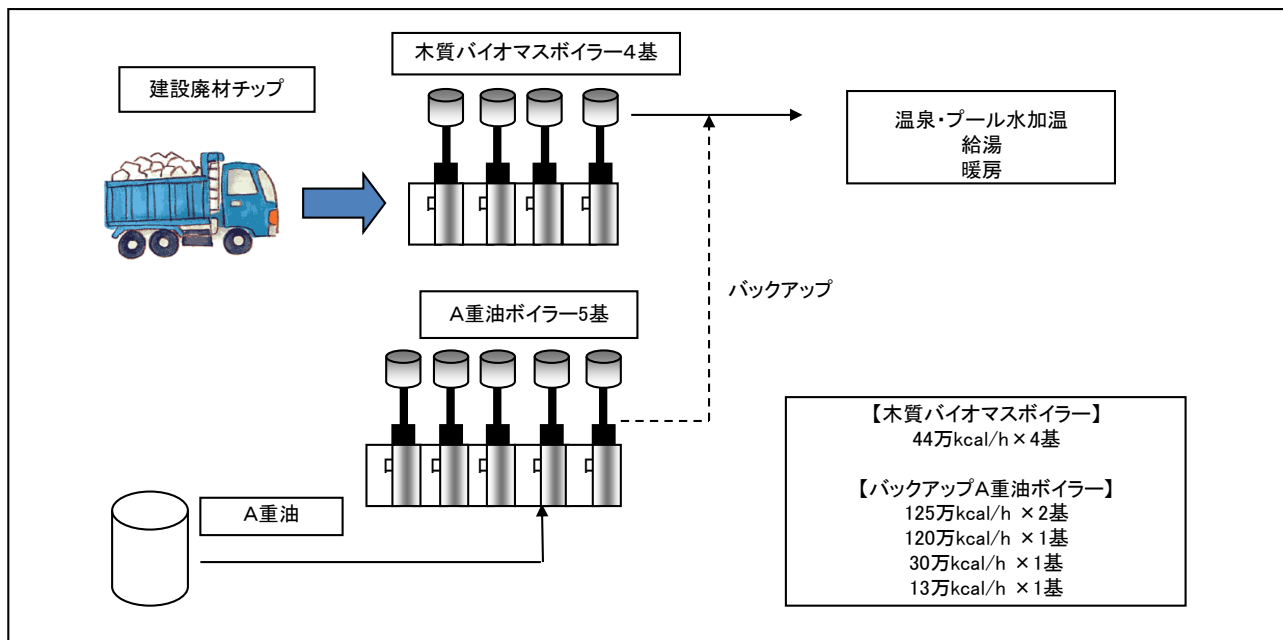 木質バイオマスボイラー４基
建設廃材チップ
温泉・プール水加温
給湯
暖房
バックアップ
Ａ重油ボイラー5基
【木質バイオマスボイラー】
44万kcal/h×4基
【バックアップＡ重油ボイラー】
125万kcal/h ×2基
120万kcal/h ×1基
30万kcal/h ×1基
13万kcal/h ×1基
Ａ重油